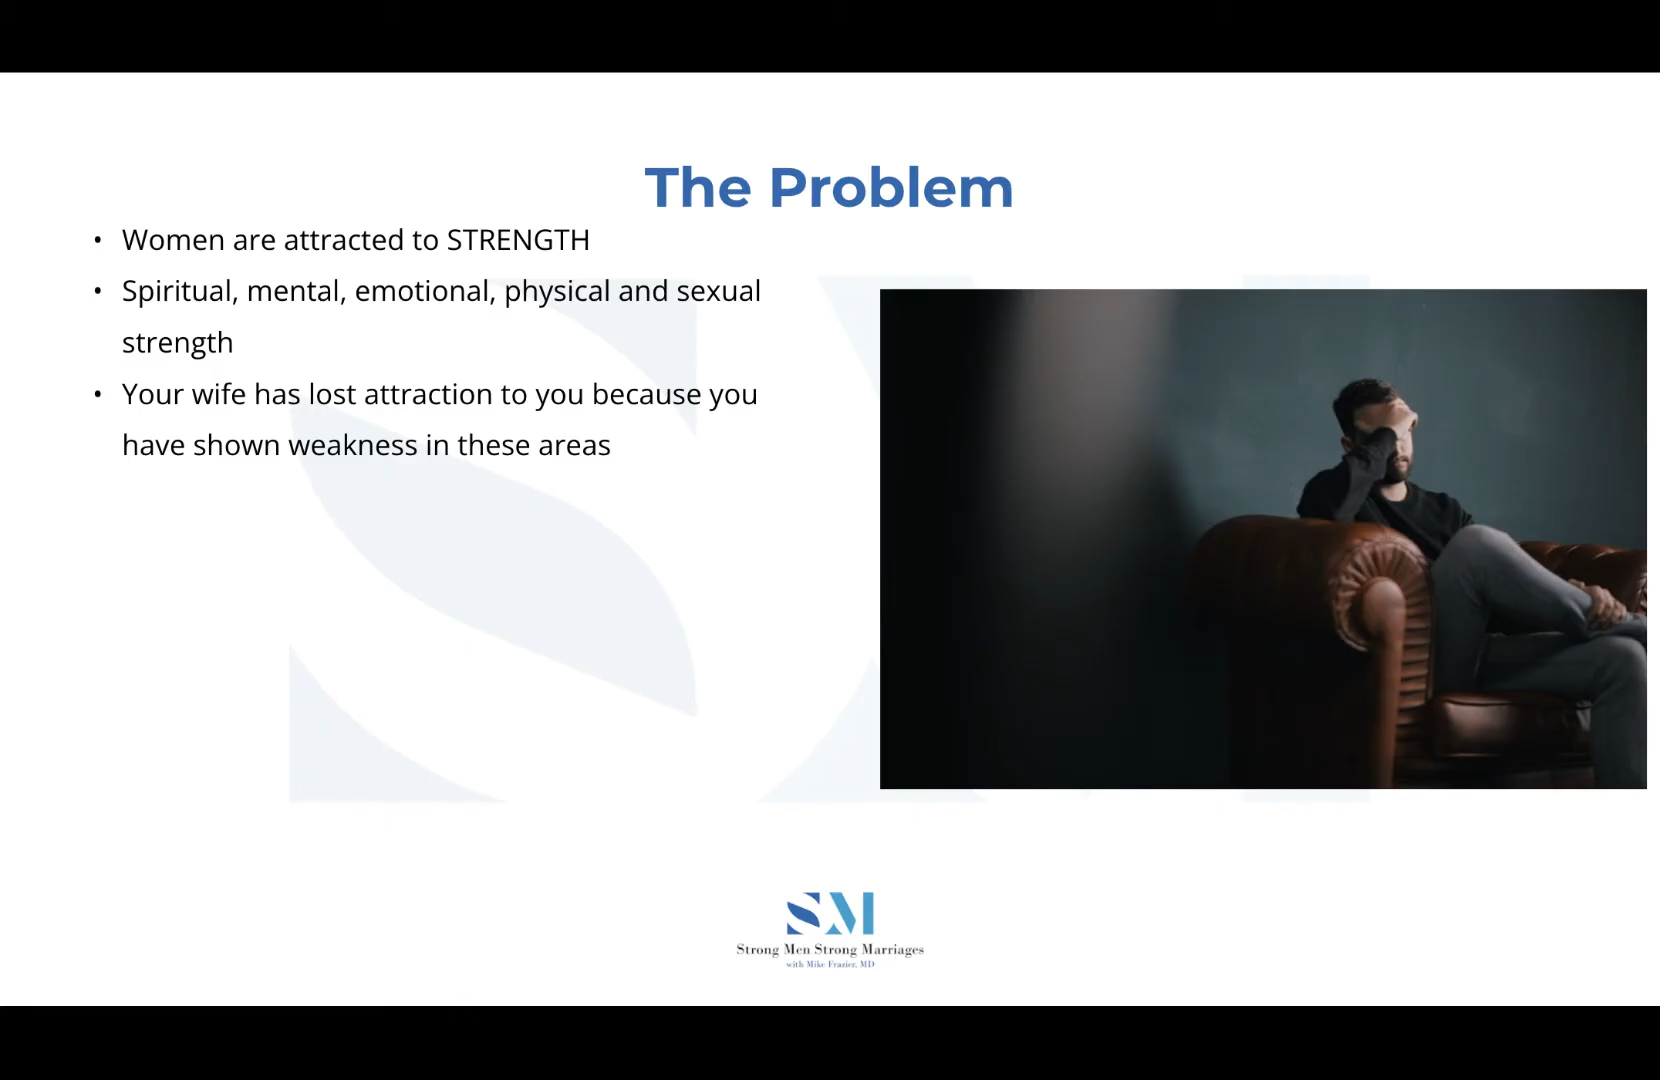 The Problem
• Women are attracted to STRENGTH
• Spiritual, mental, emotional, physical and sexual
strength
• Your wife has lost attraction to you because you
have shown weakness in these areas
SM
Strong Men Strong Marriages
with Mike Frazier, MD